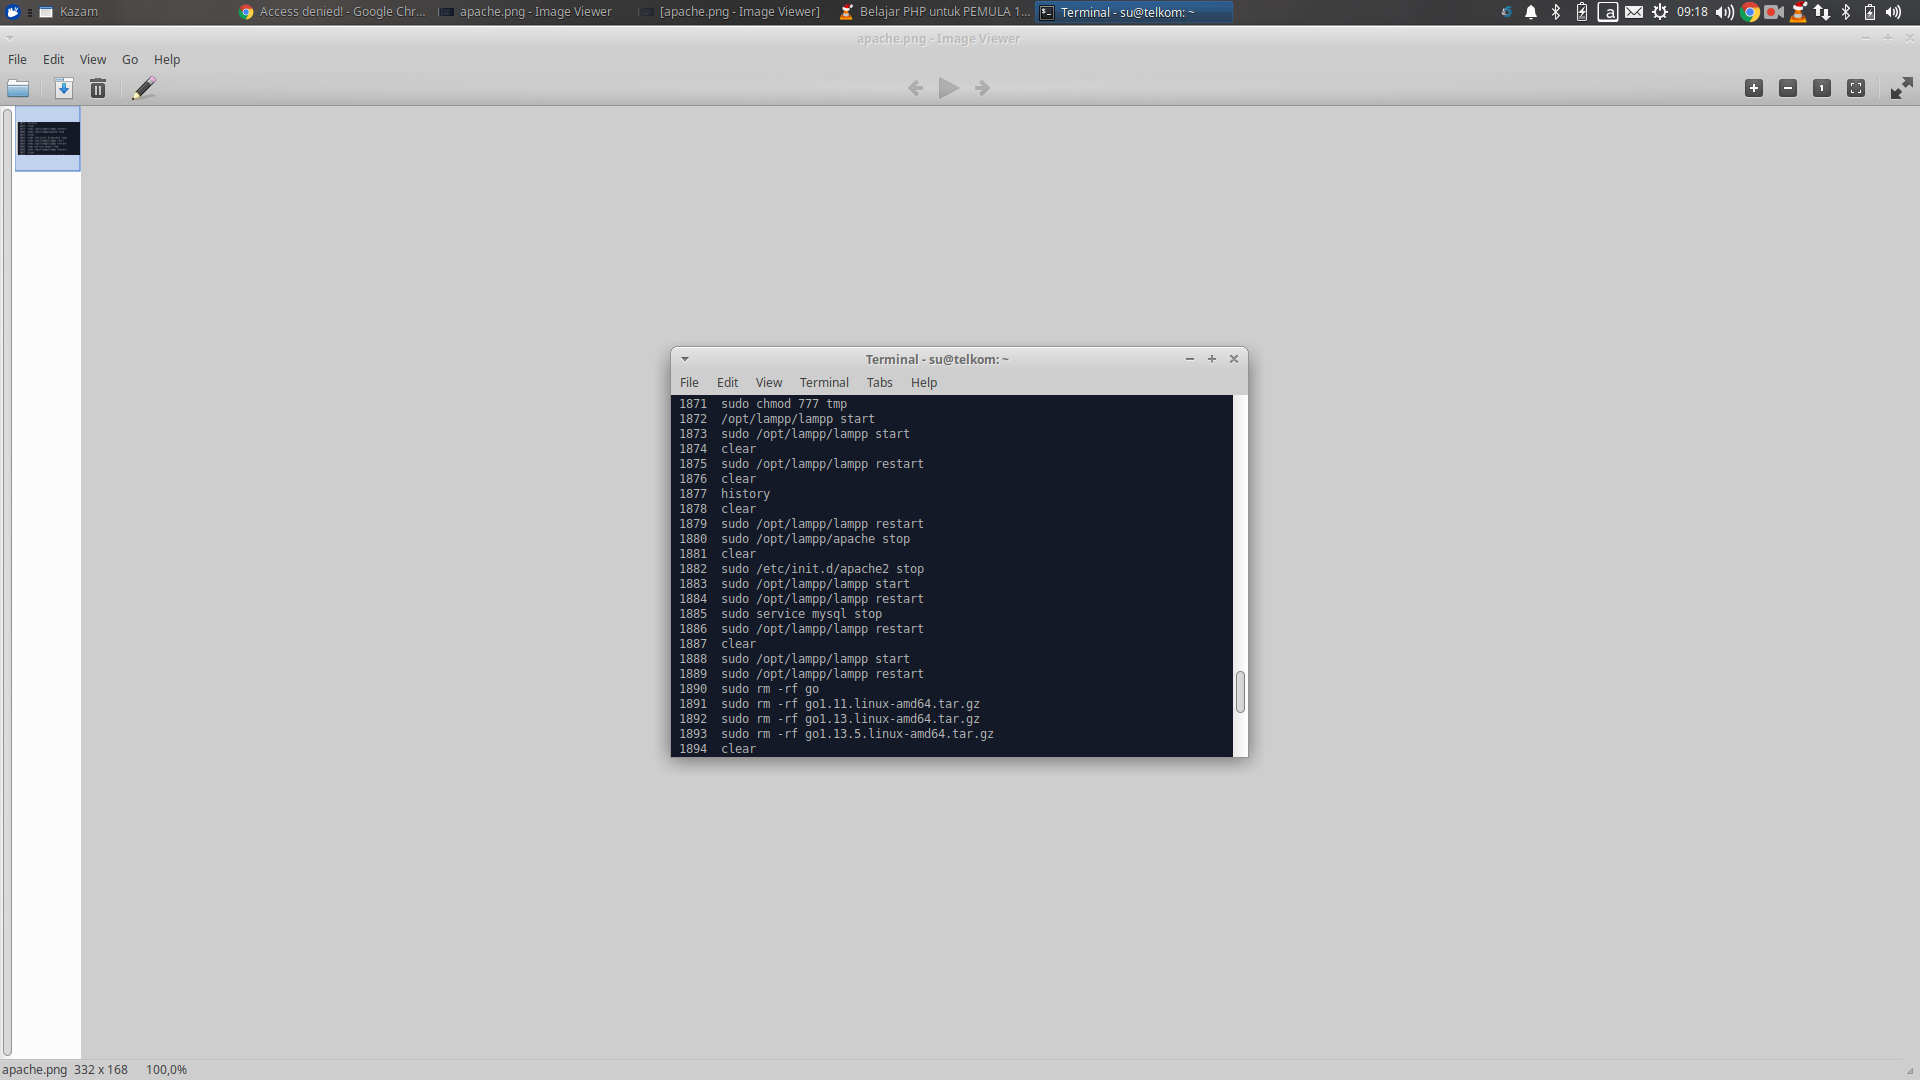 Kazam
Access denied! - Google Chr...
apache.png - Image Viewer
[apache.png - Image Viewer]
Belajar PHP untuk PEMULA 1...
Terminal - su@telkom: ~
a
09:18
apache.png - Image Viewer
File Edit View Go Help
1
Terminal - su@telkom: ~
File Edit View Terminal Tabs Help
1871 sudo chmod 777 tmp
1872 /opt/lampp/lampp start
1873 sudo /opt/lampp/lampp start
1874 clear
1875 sudo /opt/lampp/lampp restart
1876 clear
1877 history
1878 clear
1879 sudo /opt/lampp/lampp restart
1880 sudo /opt/lampp/apache stop
1881 clear
1882 sudo /etc/init.d/apache2 stop
1883 sudo /opt/lampp/lampp start
1884 sudo /opt/lampp/lampp restart
1885 sudo service mysql stop
1886 sudo /opt/lampp/lampp restart
1887 clear
1888 sudo /opt/lampp/lampp start
1889 sudo /opt/lampp/lampp restart
1890 sudo rm -rf go
1891 sudo rm -rf go1.11.linux-amd64.tar.gz
1892 sudo rm -rf go1.13.linux-amd64.tar.gz
1893 sudo rm -rf go1.13.5.linux-amd64.tar.gz
1894 clear
apache.png 332 x 168 100,0%